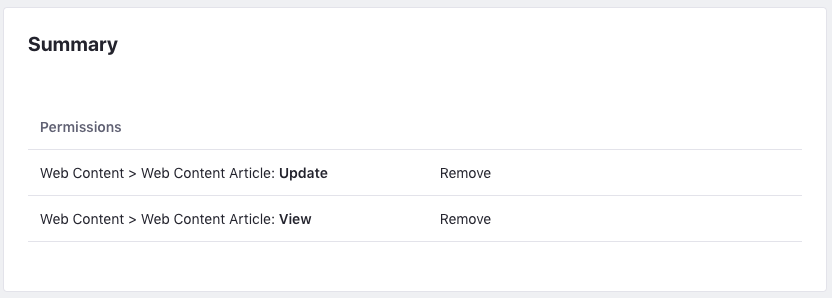 Summary
Permissions
Web Content > Web Content Article: Update Remove
Web Content > Web Content Article: View Remove